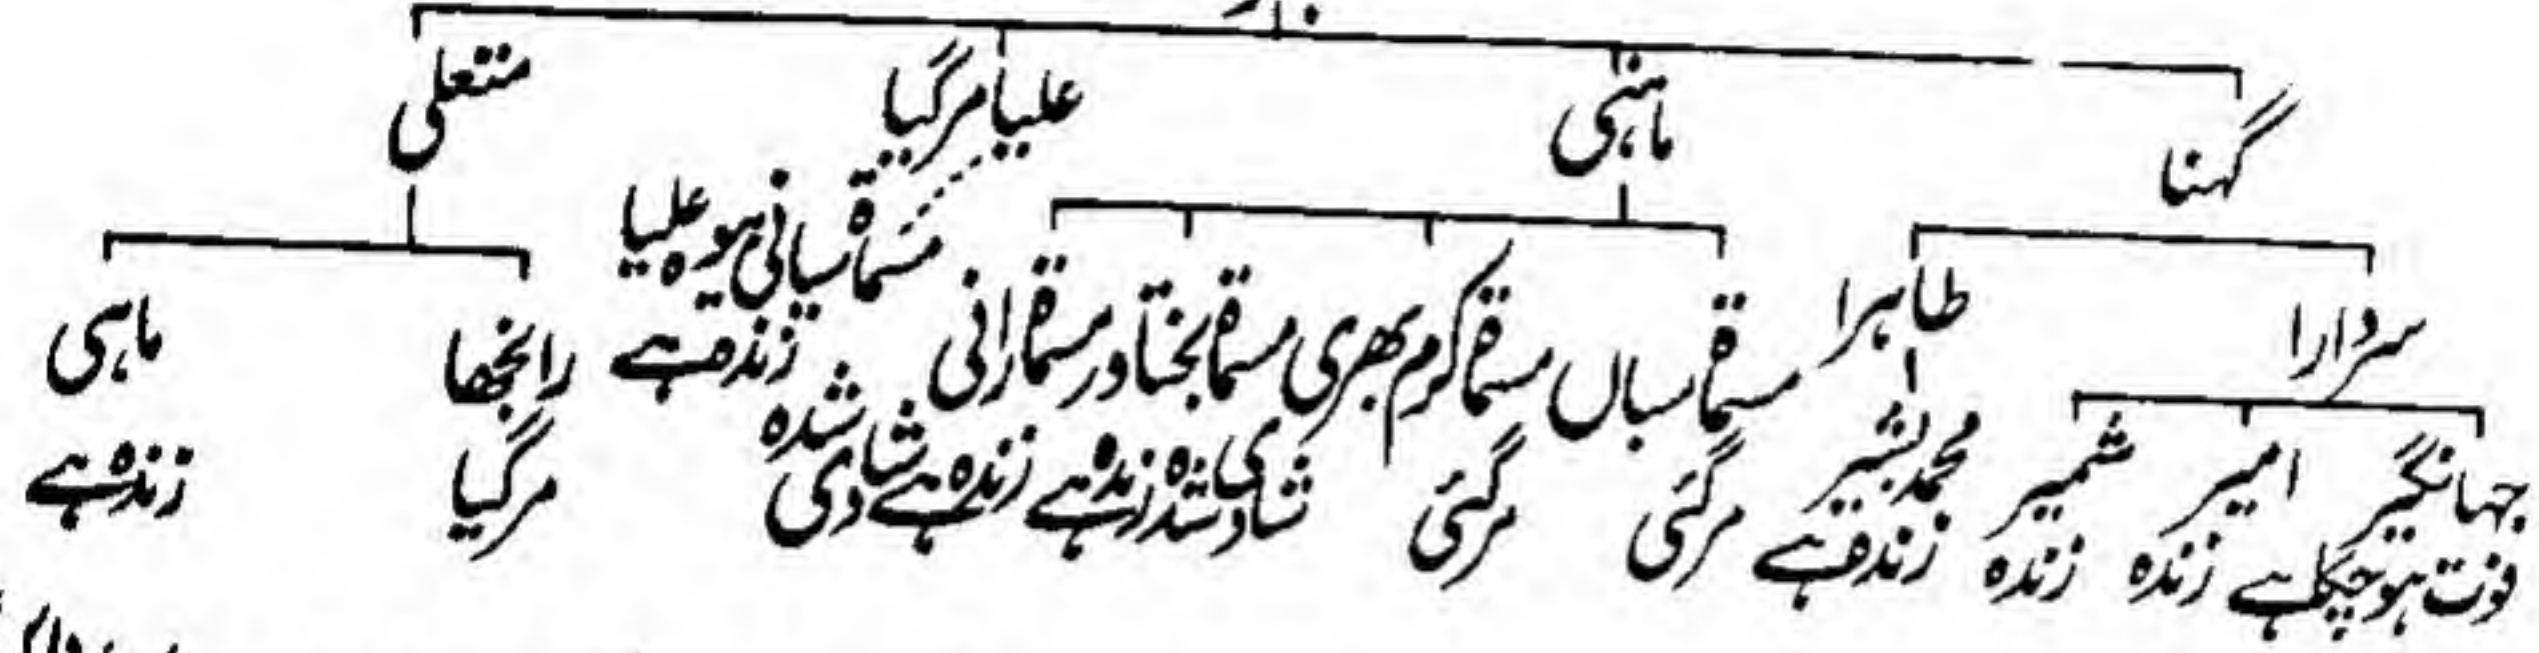 گہنا
ماہنی
علیا مرگیا
متعلی
مسماۃ سیانی بیوہ علیا
زندہ ہے
سردارا
طاہرا
مسماۃ سباں
مسماۃ کرم بھری
مسماۃ بختاور
مسماۃ رانی
رانجھا
ماہی
جہانگیر
امیر
شمیر
محمد بشیر
فوت ہو چکا ہے
زندہ
زندہ
زندہ ہے
مرگئی
مرگئی
شادی شدہ زندہ ہے
زندہ ہے شادی شدہ
مرگیا
زندہ ہے